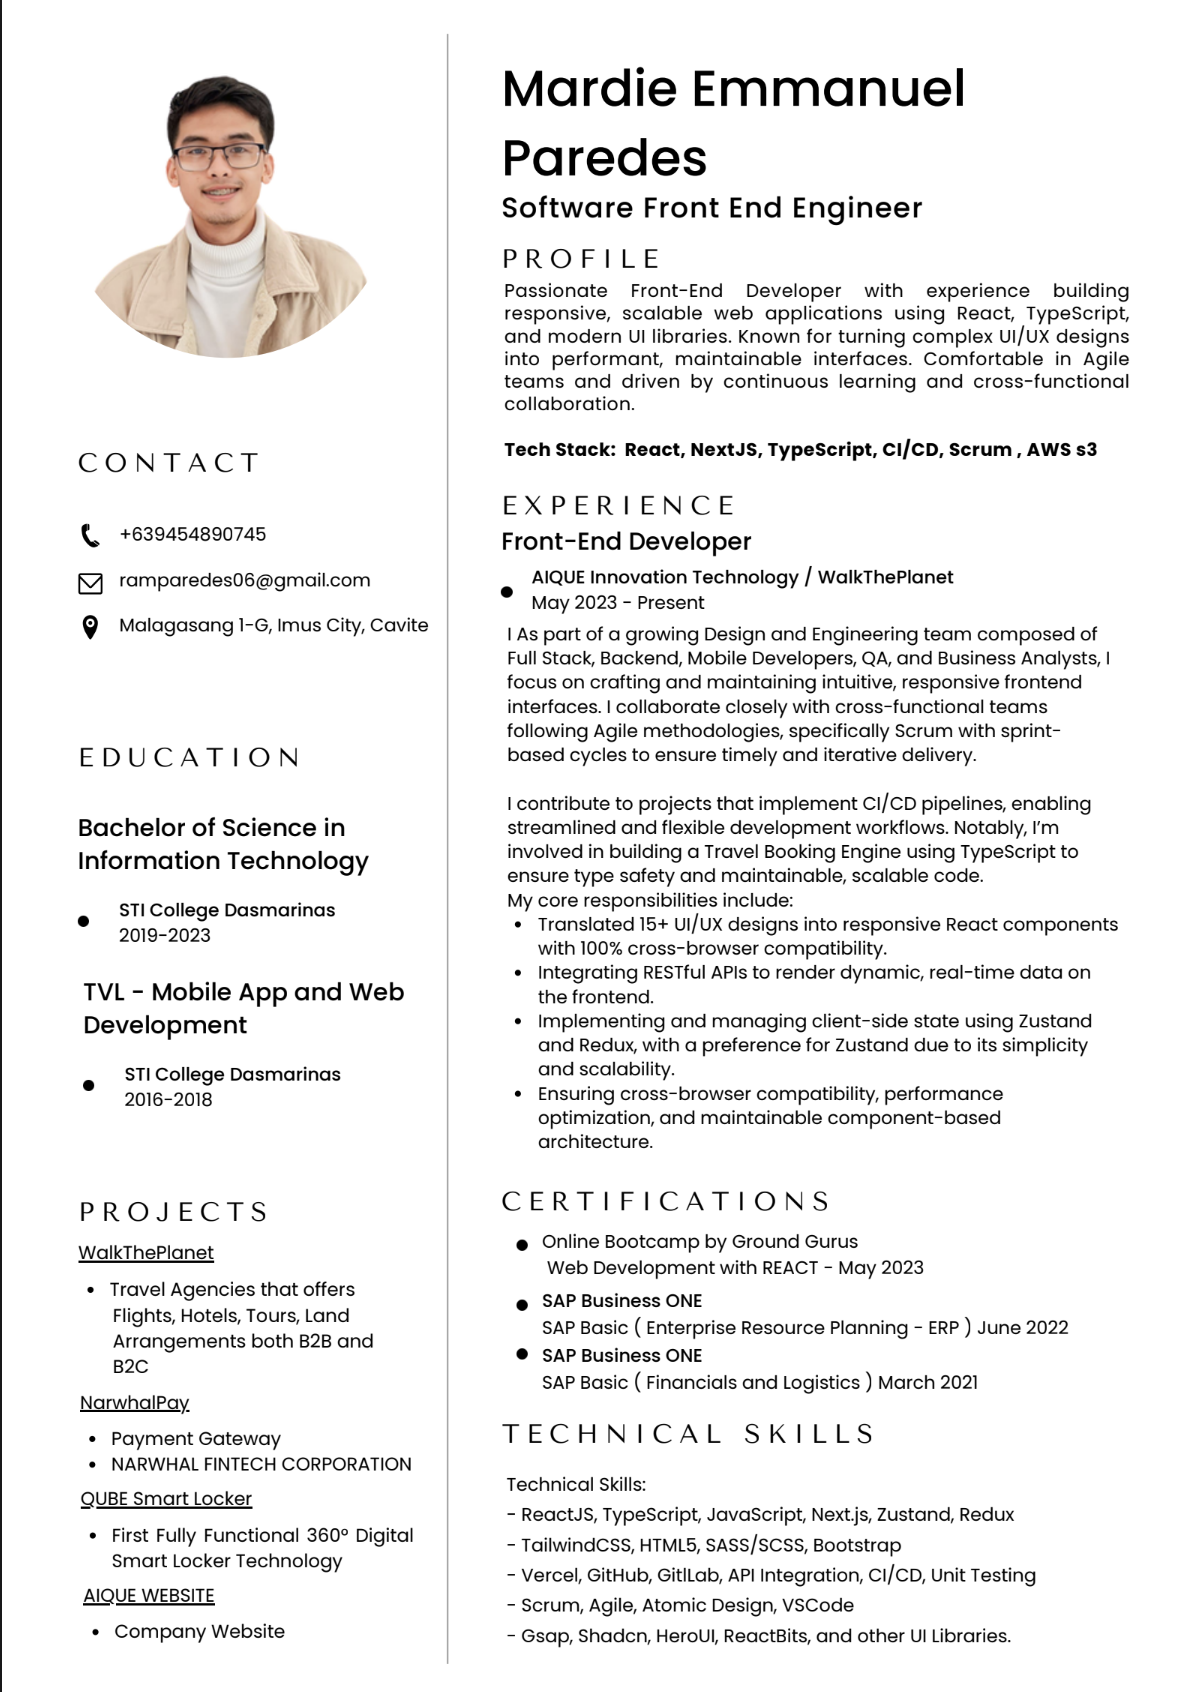 Mardie Emmanuel
Paredes
Software Front End Engineer
PROFILE
Passionate Front-End Developer with experience building
responsive, scalable web applications using React, TypeScript,
and modern UI libraries. Known for turning complex UI/UX designs
into performant, maintainable interfaces. Comfortable in Agile
teams and driven by continuous learning and cross-functional
collaboration.
Tech Stack: React, NextJS, TypeScript, CI/CD, Scrum , AWS s3
CONTACT
+639454890745
ramparedes06@gmail.com
Malagasang 1-G, Imus City, Cavite
EDUCATION
Bachelor of Science in
Information Technology
STI College Dasmarinas
2019-2023
TVL - Mobile App and Web
Development
STI College Dasmarinas
2016-2018
PROJECTS
WalkThePlanet
• Travel Agencies that offers
Flights, Hotels, Tours, Land
Arrangements both B2B and
B2C
NarwhalPay
• Payment Gateway
• NARWHAL FINTECH CORPORATION
QUBE Smart Locker
• First Fully Functional 360° Digital
Smart Locker Technology
AIQUE WEBSITE
• Company Website
EXPERIENCE
Front-End Developer
AIQUE Innovation Technology / WalkThePlanet
May 2023 - Present
I As part of a growing Design and Engineering team composed of
Full Stack, Backend, Mobile Developers, QA, and Business Analysts, I
focus on crafting and maintaining intuitive, responsive frontend
interfaces. I collaborate closely with cross-functional teams
following Agile methodologies, specifically Scrum with sprint-
based cycles to ensure timely and iterative delivery.
I contribute to projects that implement CI/CD pipelines, enabling
streamlined and flexible development workflows. Notably, I'm
involved in building a Travel Booking Engine using TypeScript to
ensure type safety and maintainable, scalable code.
My core responsibilities include:
• Translated 15+ UI/UX designs into responsive React components
with 100% cross-browser compatibility.
• Integrating RESTful APIs to render dynamic, real-time data on
the frontend.
• Implementing and managing client-side state using Zustand
and Redux, with a preference for Zustand due to its simplicity
and scalability.
• Ensuring cross-browser compatibility, performance
optimization, and maintainable component-based
architecture.
CERTIFICATIONS
Online Bootcamp by Ground Gurus
Web Development with REACT - May 2023
SAP Business ONE
SAP Basic ( Enterprise Resource Planning - ERP ) June 2022
SAP Business ONE
SAP Basic ( Financials and Logistics ) March 2021
TECHNICAL SKILLS
Technical Skills:
- ReactJS, TypeScript, JavaScript, Next.js, Zustand, Redux
- TailwindCSS, HTML5, SASS/SCSS, Bootstrap
- Vercel, GitHub, GitlLab, API Integration, CI/CD, Unit Testing
- Scrum, Agile, Atomic Design, VSCode
- Gsap, Shadcn, HeroUI, ReactBits, and other UI Libraries.